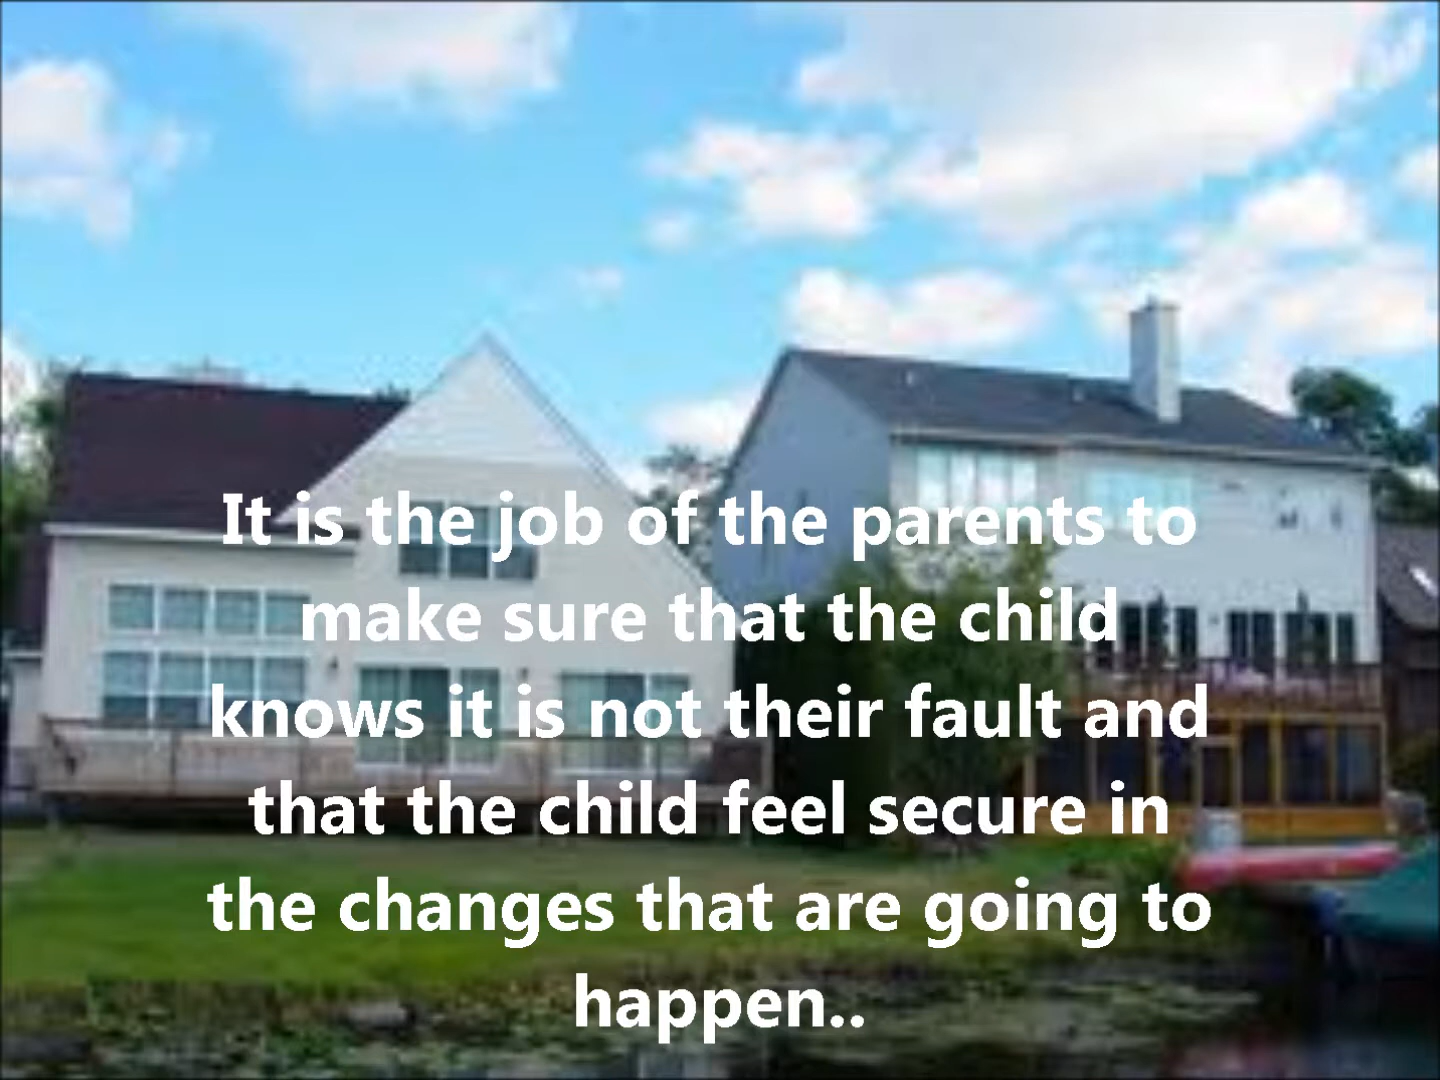 It is the job of the parents to
make sure that the child
knows it is not their fault and
that the child feel secure in
the changes that are going to
happen..